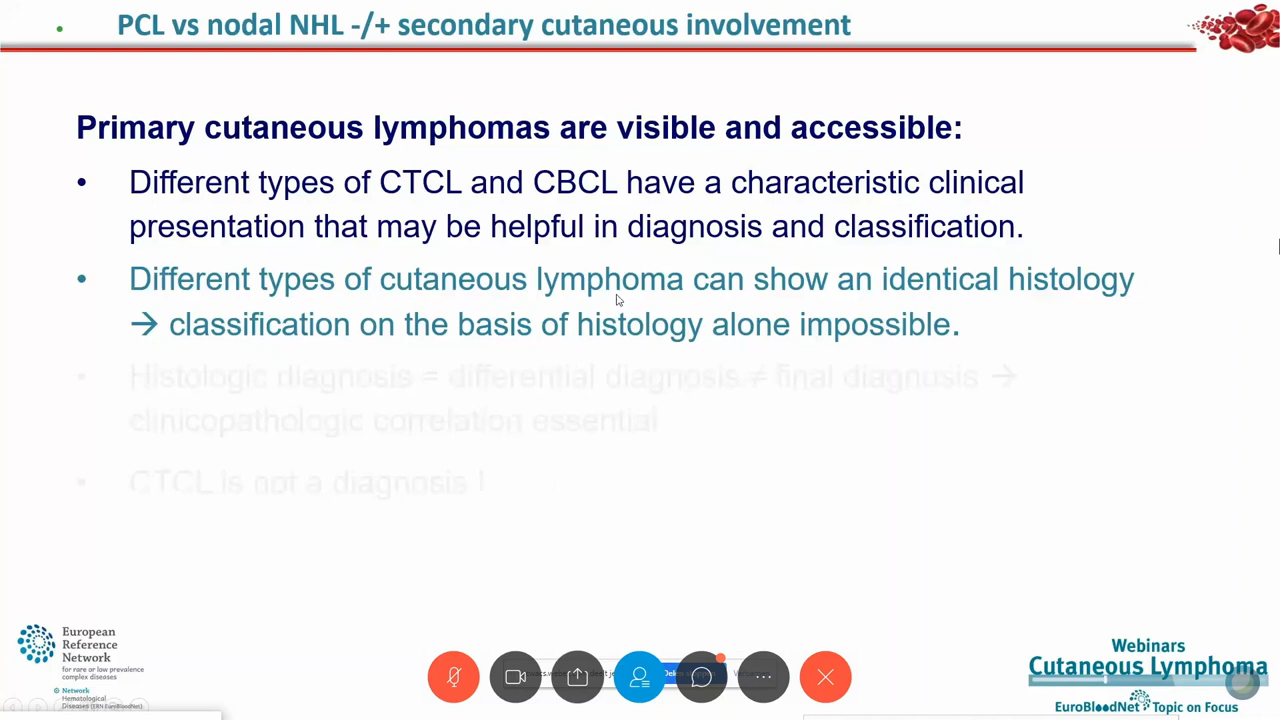 • PCL vs nodal NHL -/+ secondary cutaneous involvement
Primary cutaneous lymphomas are visible and accessible:
• Different types of CTCL and CBCL have a characteristic clinical
presentation that may be helpful in diagnosis and classification.
• Different types of cutaneous lymphoma can show an identical histology
→ classification on the basis of histology alone impossible.
• Histologic diagnosis = differential diagnosis ≠ final diagnosis →
clinicopathologic correlation essential
• CTCL is not a diagnosis !
European
Reference
Network
for rare or low prevalence
complex diseases
Network
Hematological
Diseases (ERN EuroBloodNet)
Webinars
Cutaneous Lymphoma
EuroBloodNet Topic on Focus